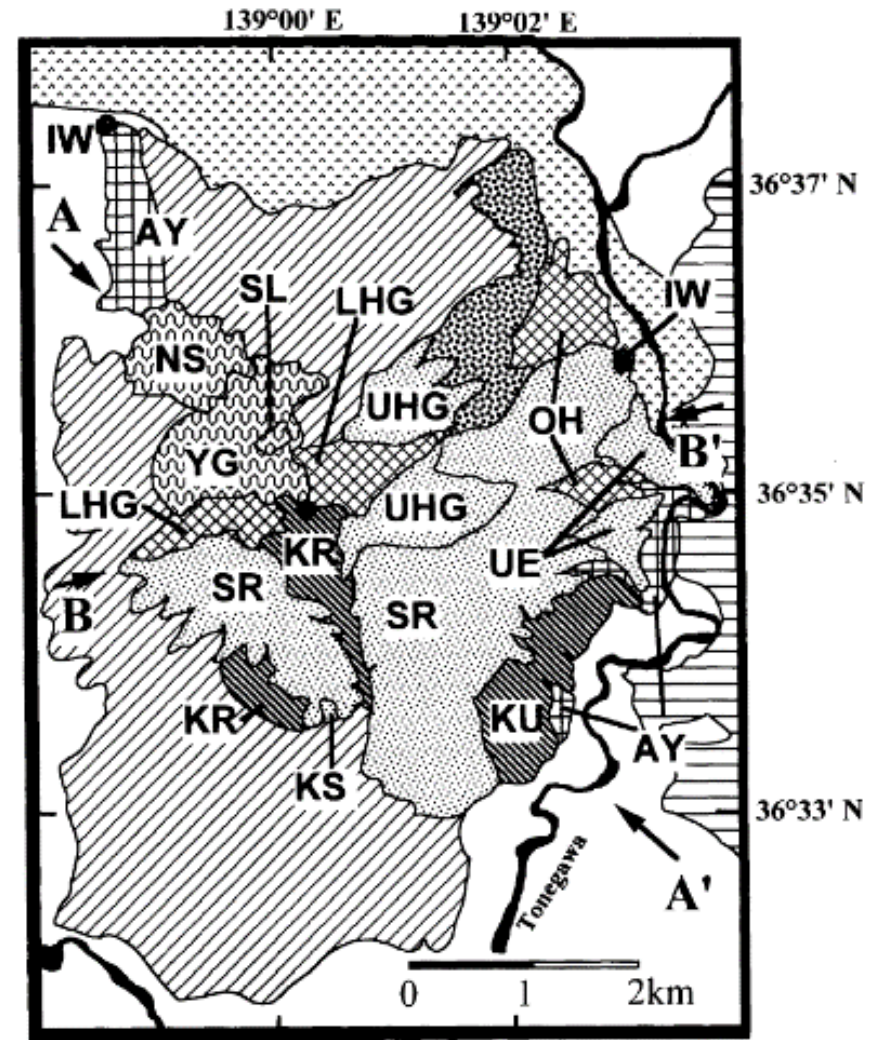 139°00' E 139°02' E
IW
36°37' N
A
AY
SL
LHG
IW
NS
UHG
OH
B'
YG
36°35' N
LHG
UHG
KR
UE
SR
SR
B
KR
KU
AY
KS
36°33' N
A'
Tonegawa
0 1 2km